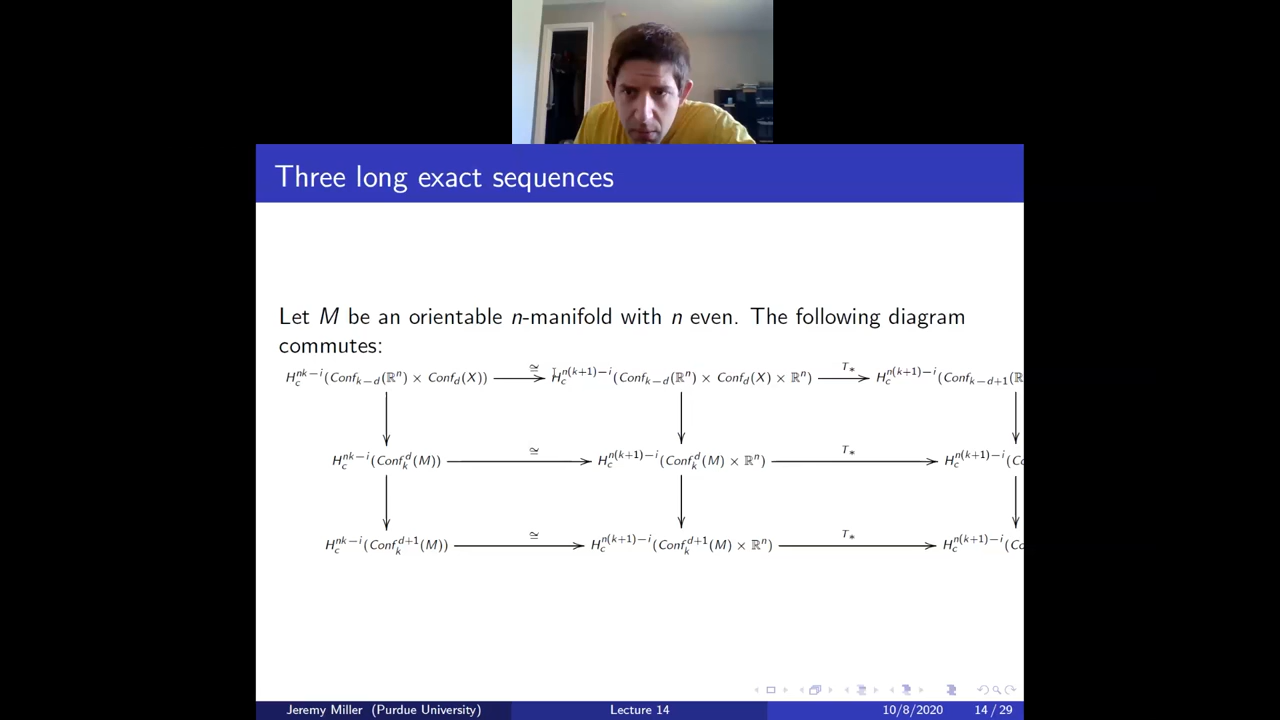 Three long exact sequences
Let M be an orientable n-manifold with n even. The following diagram
commutes:
H_c^{nk−i}(Conf_{k−d}(ℝ^n) × Conf_d(X)) ≅ H_c^{n(k+1)−i}(Conf_{k−d}(ℝ^n) × Conf_d(X) × ℝ^n) T_* H_c^{n(k+1)−i}(Conf_{k−d+1}(ℝ
H_c^{nk−i}(Conf_k^d(M)) ≅ H_c^{n(k+1)−i}(Conf_k^d(M) × ℝ^n) T_* H_c^{n(k+1)−i}(Co
H_c^{nk−i}(Conf_k^{d+1}(M)) ≅ H_c^{n(k+1)−i}(Conf_k^{d+1}(M) × ℝ^n) T_* H_c^{n(k+1)−i}(Co
Jeremy Miller (Purdue University) Lecture 14 10/8/2020 14 / 29